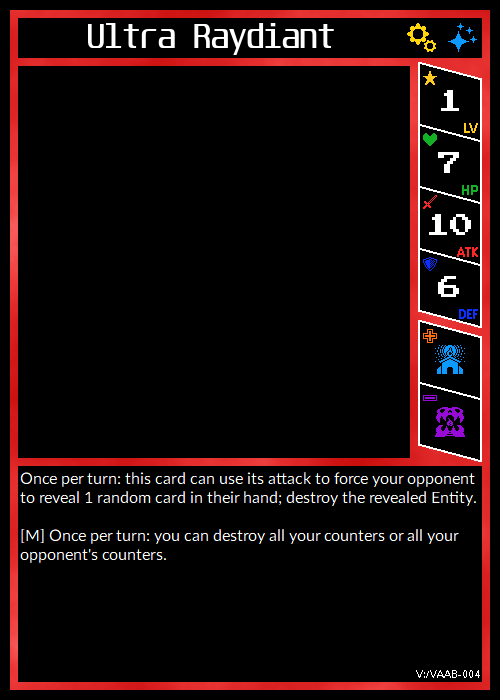 Ultra Raydiant
1
LV
7
HP
10
ATK
6
DEF
Once per turn: this card can use its attack to force your opponent
to reveal 1 random card in their hand; destroy the revealed Entity.
[M] Once per turn: you can destroy all your counters or all your
opponent's counters.
V:/VAAB-004